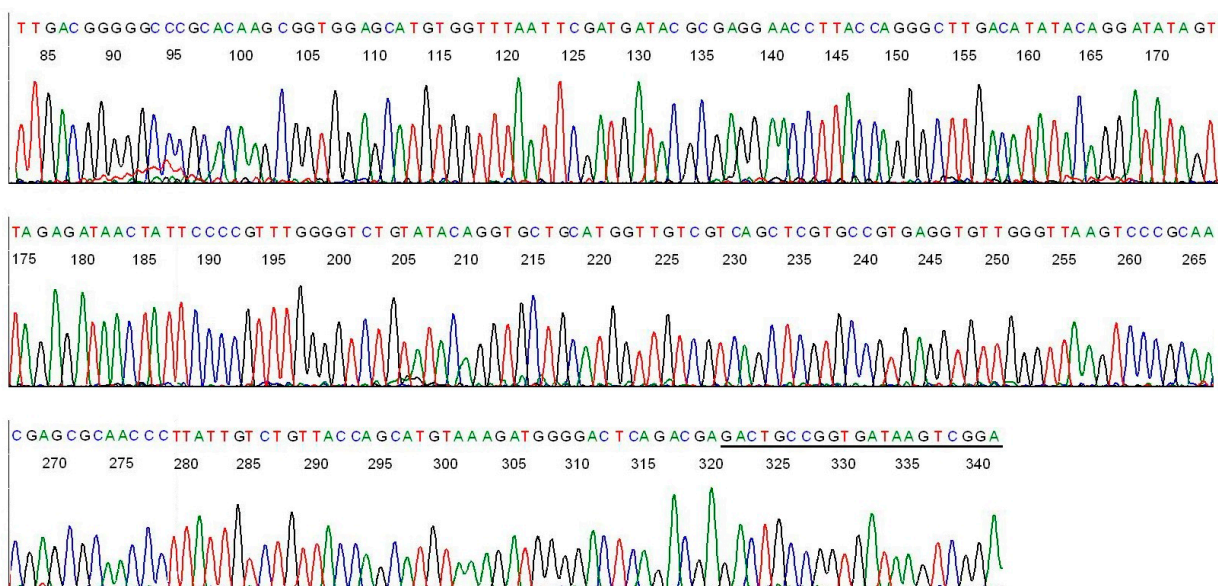 TTGACGGGGGCCCGCACAAGCGGTGGAGCATGTGGTTTAATTCGATGATACGCGAGGAACCTTACCAGGGCTTGACATATACAGGATATAGT
85 90 95 100 105 110 115 120 125 130 135 140 145 150 155 160 165 170
TAGAGATAACTATTCCCCGTTTGGGGTCTGTATACAGGTGCTGCATGGTTGTCGTCAGCTCGTGCCGTGAGGTGTTGGGTTAAGTCCCGCAA
175 180 185 190 195 200 205 210 215 220 225 230 235 240 245 250 255 260 265
CGAGCGCAACCCTTATTGTCTGTTACCAGCATGTAAAGATGGGGACTCAGACGAGACTGCCGGTGATAAGTCGGA
270 275 280 285 290 295 300 305 310 315 320 325 330 335 340